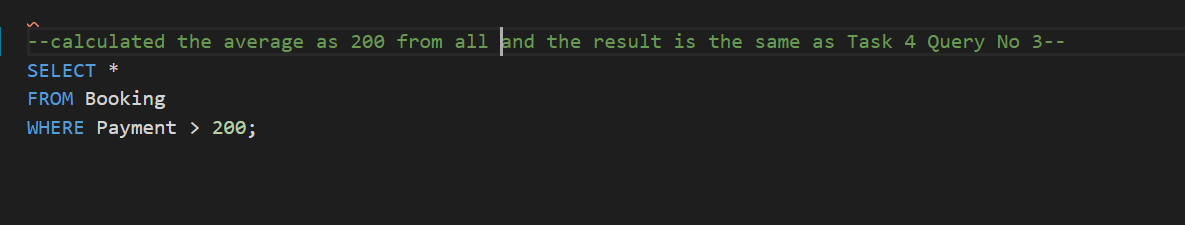 --calculated the average as 200 from all and the result is the same as Task 4 Query No 3--
SELECT *
FROM Booking
WHERE Payment > 200;